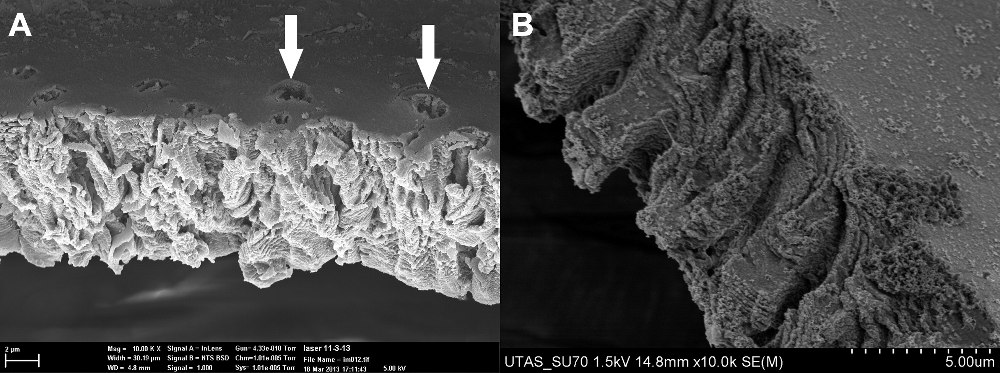 A
B
2 µm
Mag = 10.00 K X Signal A = InLens Gun= 4.33e-010 Torr laser 11-3-13
Width = 30.19 µm Signal B = NTS BSD Chm=1.01e-005 Torr File Name = im012.tif
WD = 4.8 mm Signal = 1.000 Sys= 1.01e-005 Torr 18 Mar 2013 17:11:43 5.00 kV
UTAS_SU70 1.5kV 14.8mm x10.0k SE(M) 5.00um